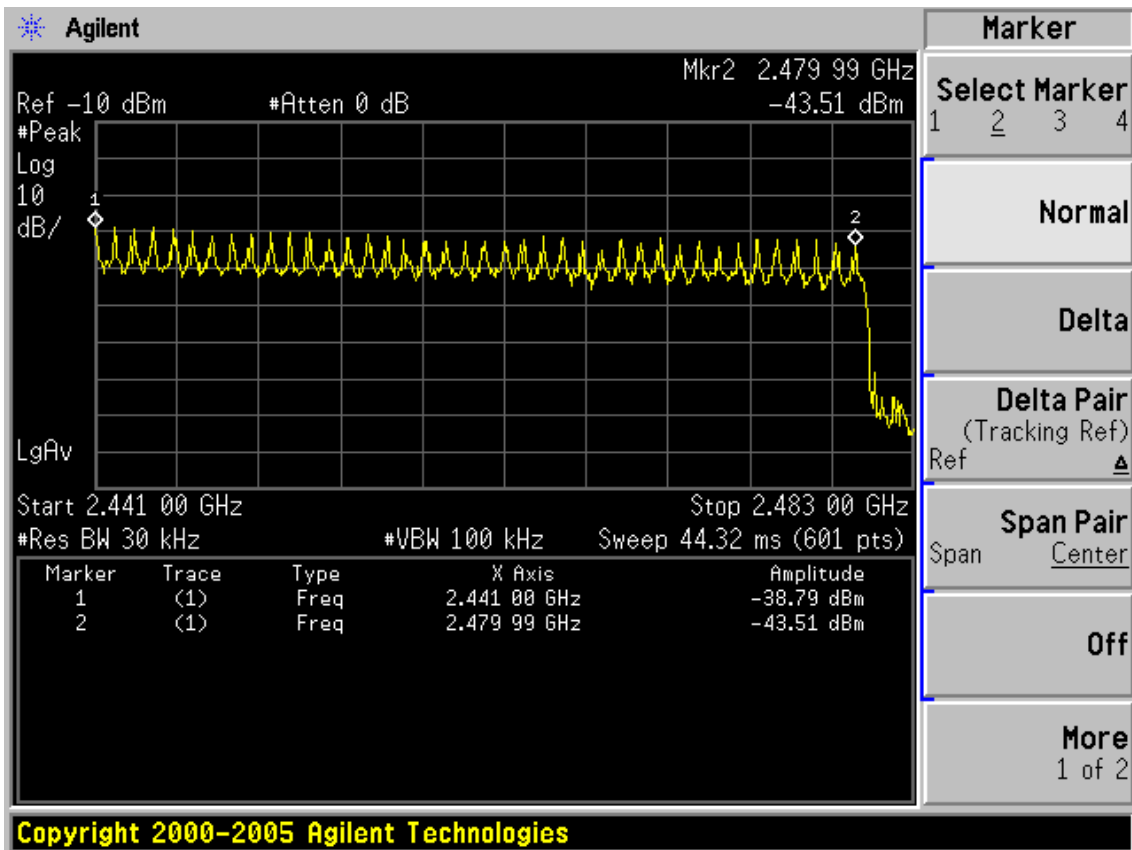 Agilent
Marker
Mkr2 2.479 99 GHz
Ref −10 dBm #Atten 0 dB −43.51 dBm
#Peak
Log
10
dB/
1
2
LgAv
Start 2.441 00 GHz Stop 2.483 00 GHz
#Res BW 30 kHz #VBW 100 kHz Sweep 44.32 ms (601 pts)
Marker Trace Type X Axis Amplitude
1 (1) Freq 2.441 00 GHz −38.79 dBm
2 (1) Freq 2.479 99 GHz −43.51 dBm
Select Marker
1 2 3 4
Normal
Delta
Delta Pair
(Tracking Ref)
Ref Δ
Span Pair
Span Center
Off
More
1 of 2
Copyright 2000−2005 Agilent Technologies